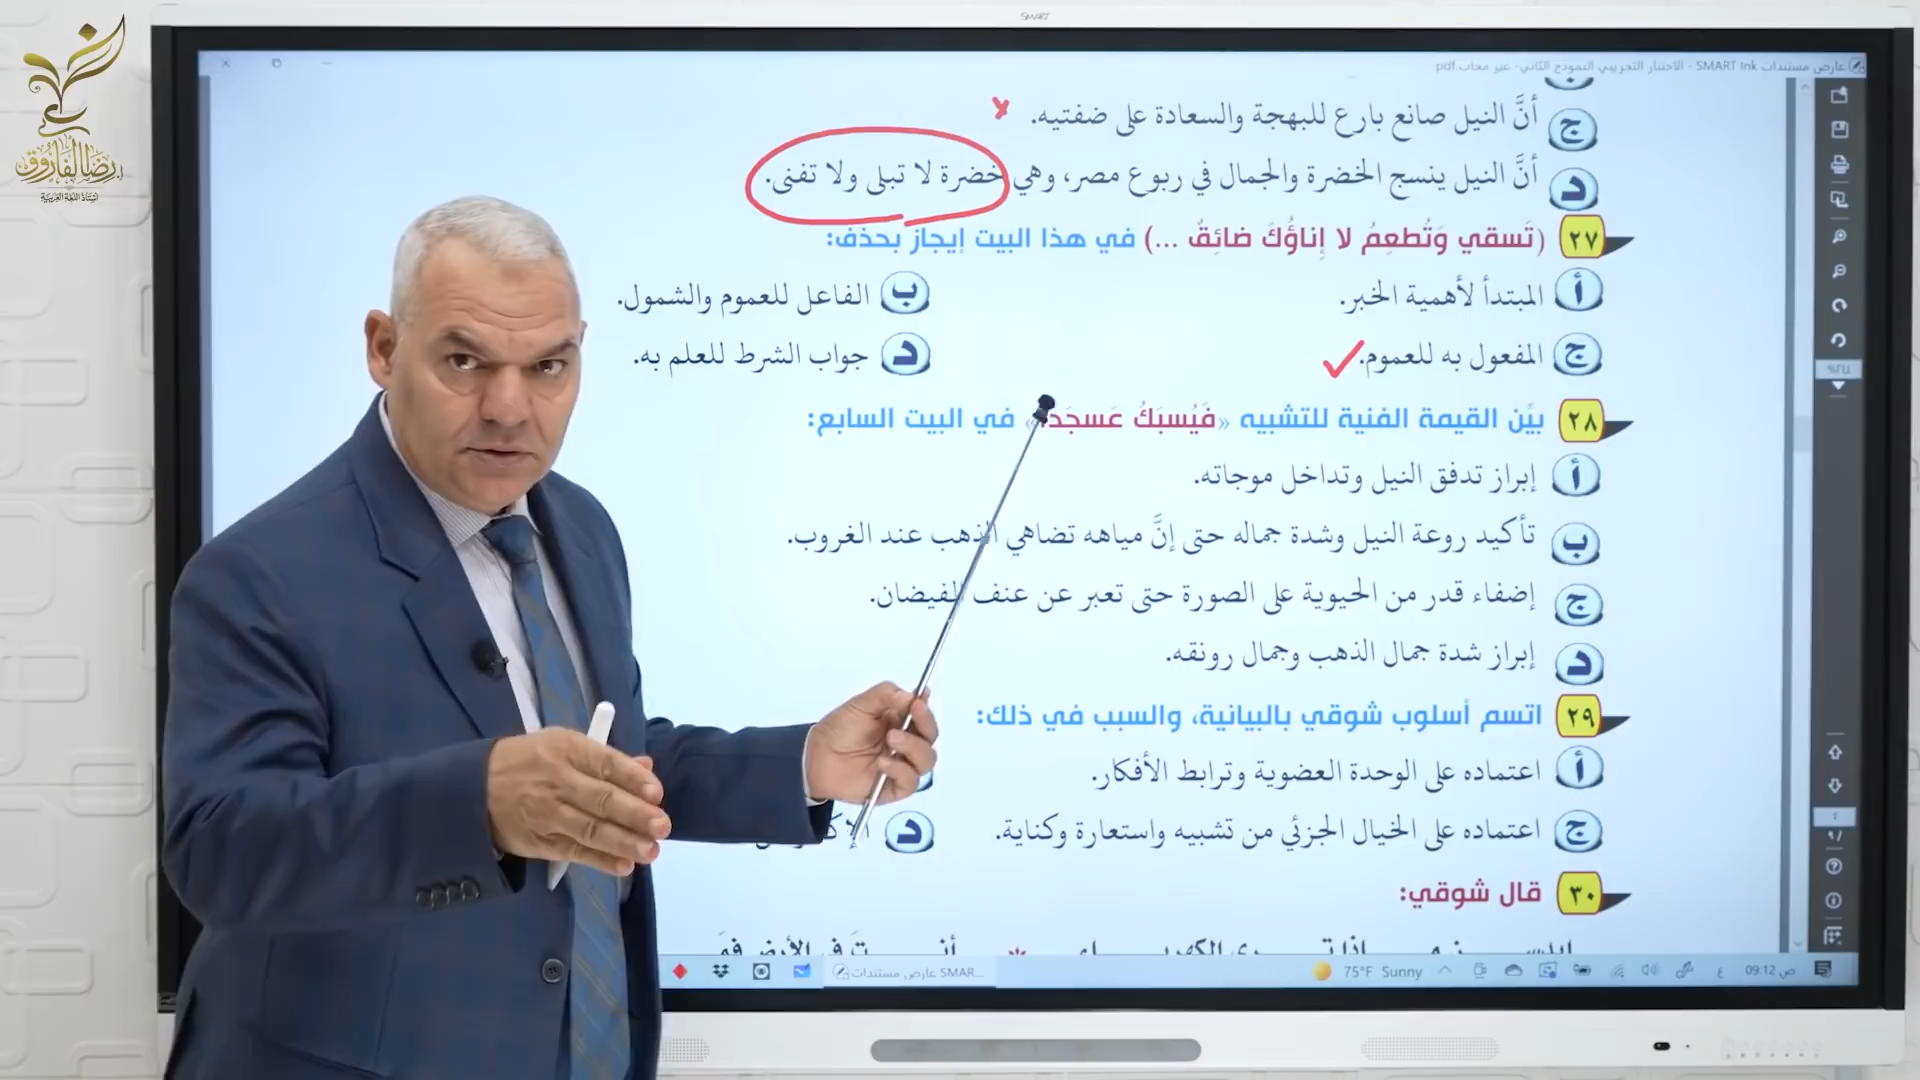 SMART
عارض مستندات SMART Ink - الاختبار التجريبي النموذج الثاني- غير مجاب.pdf
ج أنَّ النيل صانع بارع للبهجة والسعادة على ضفتيه.
د أنَّ النيل ينسج الخضرة والجمال في ربوع مصر، وهي خضرة لا تبلى ولا تفنى.
٢٧ (تَسقي وَتُطعِمُ لا إِناؤُكَ ضائِقٌ ...) في هذا البيت إيجاز بحذف:
أ المبتدأ لأهمية الخبر.
ب الفاعل للعموم والشمول.
ج المفعول به للعموم.
د جواب الشرط للعلم به.
٢٨ بيِّن القيمة الفنية للتشبيه «فَيُسبَكُ عَسجَداً» في البيت السابع:
أ إبراز تدفق النيل وتداخل موجاته.
ب تأكيد روعة النيل وشدة جماله حتى إنَّ مياهه تضاهي الذهب عند الغروب.
ج إضفاء قدر من الحيوية على الصورة حتى تعبر عن عنف الفيضان.
د إبراز شدة جمال الذهب وجمال رونقه.
٢٩ اتسم أسلوب شوقي بالبيانية، والسبب في ذلك:
أ اعتماده على الوحدة العضوية وترابط الأفكار.
ج اعتماده على الخيال الجزئي من تشبيه واستعارة وكناية.
د
٣٠ قال شوقي:
عارض مستندات SMAR...
75°F Sunny
ع
09:12 ص
رضا الفاروق
أستاذ اللغة العربية